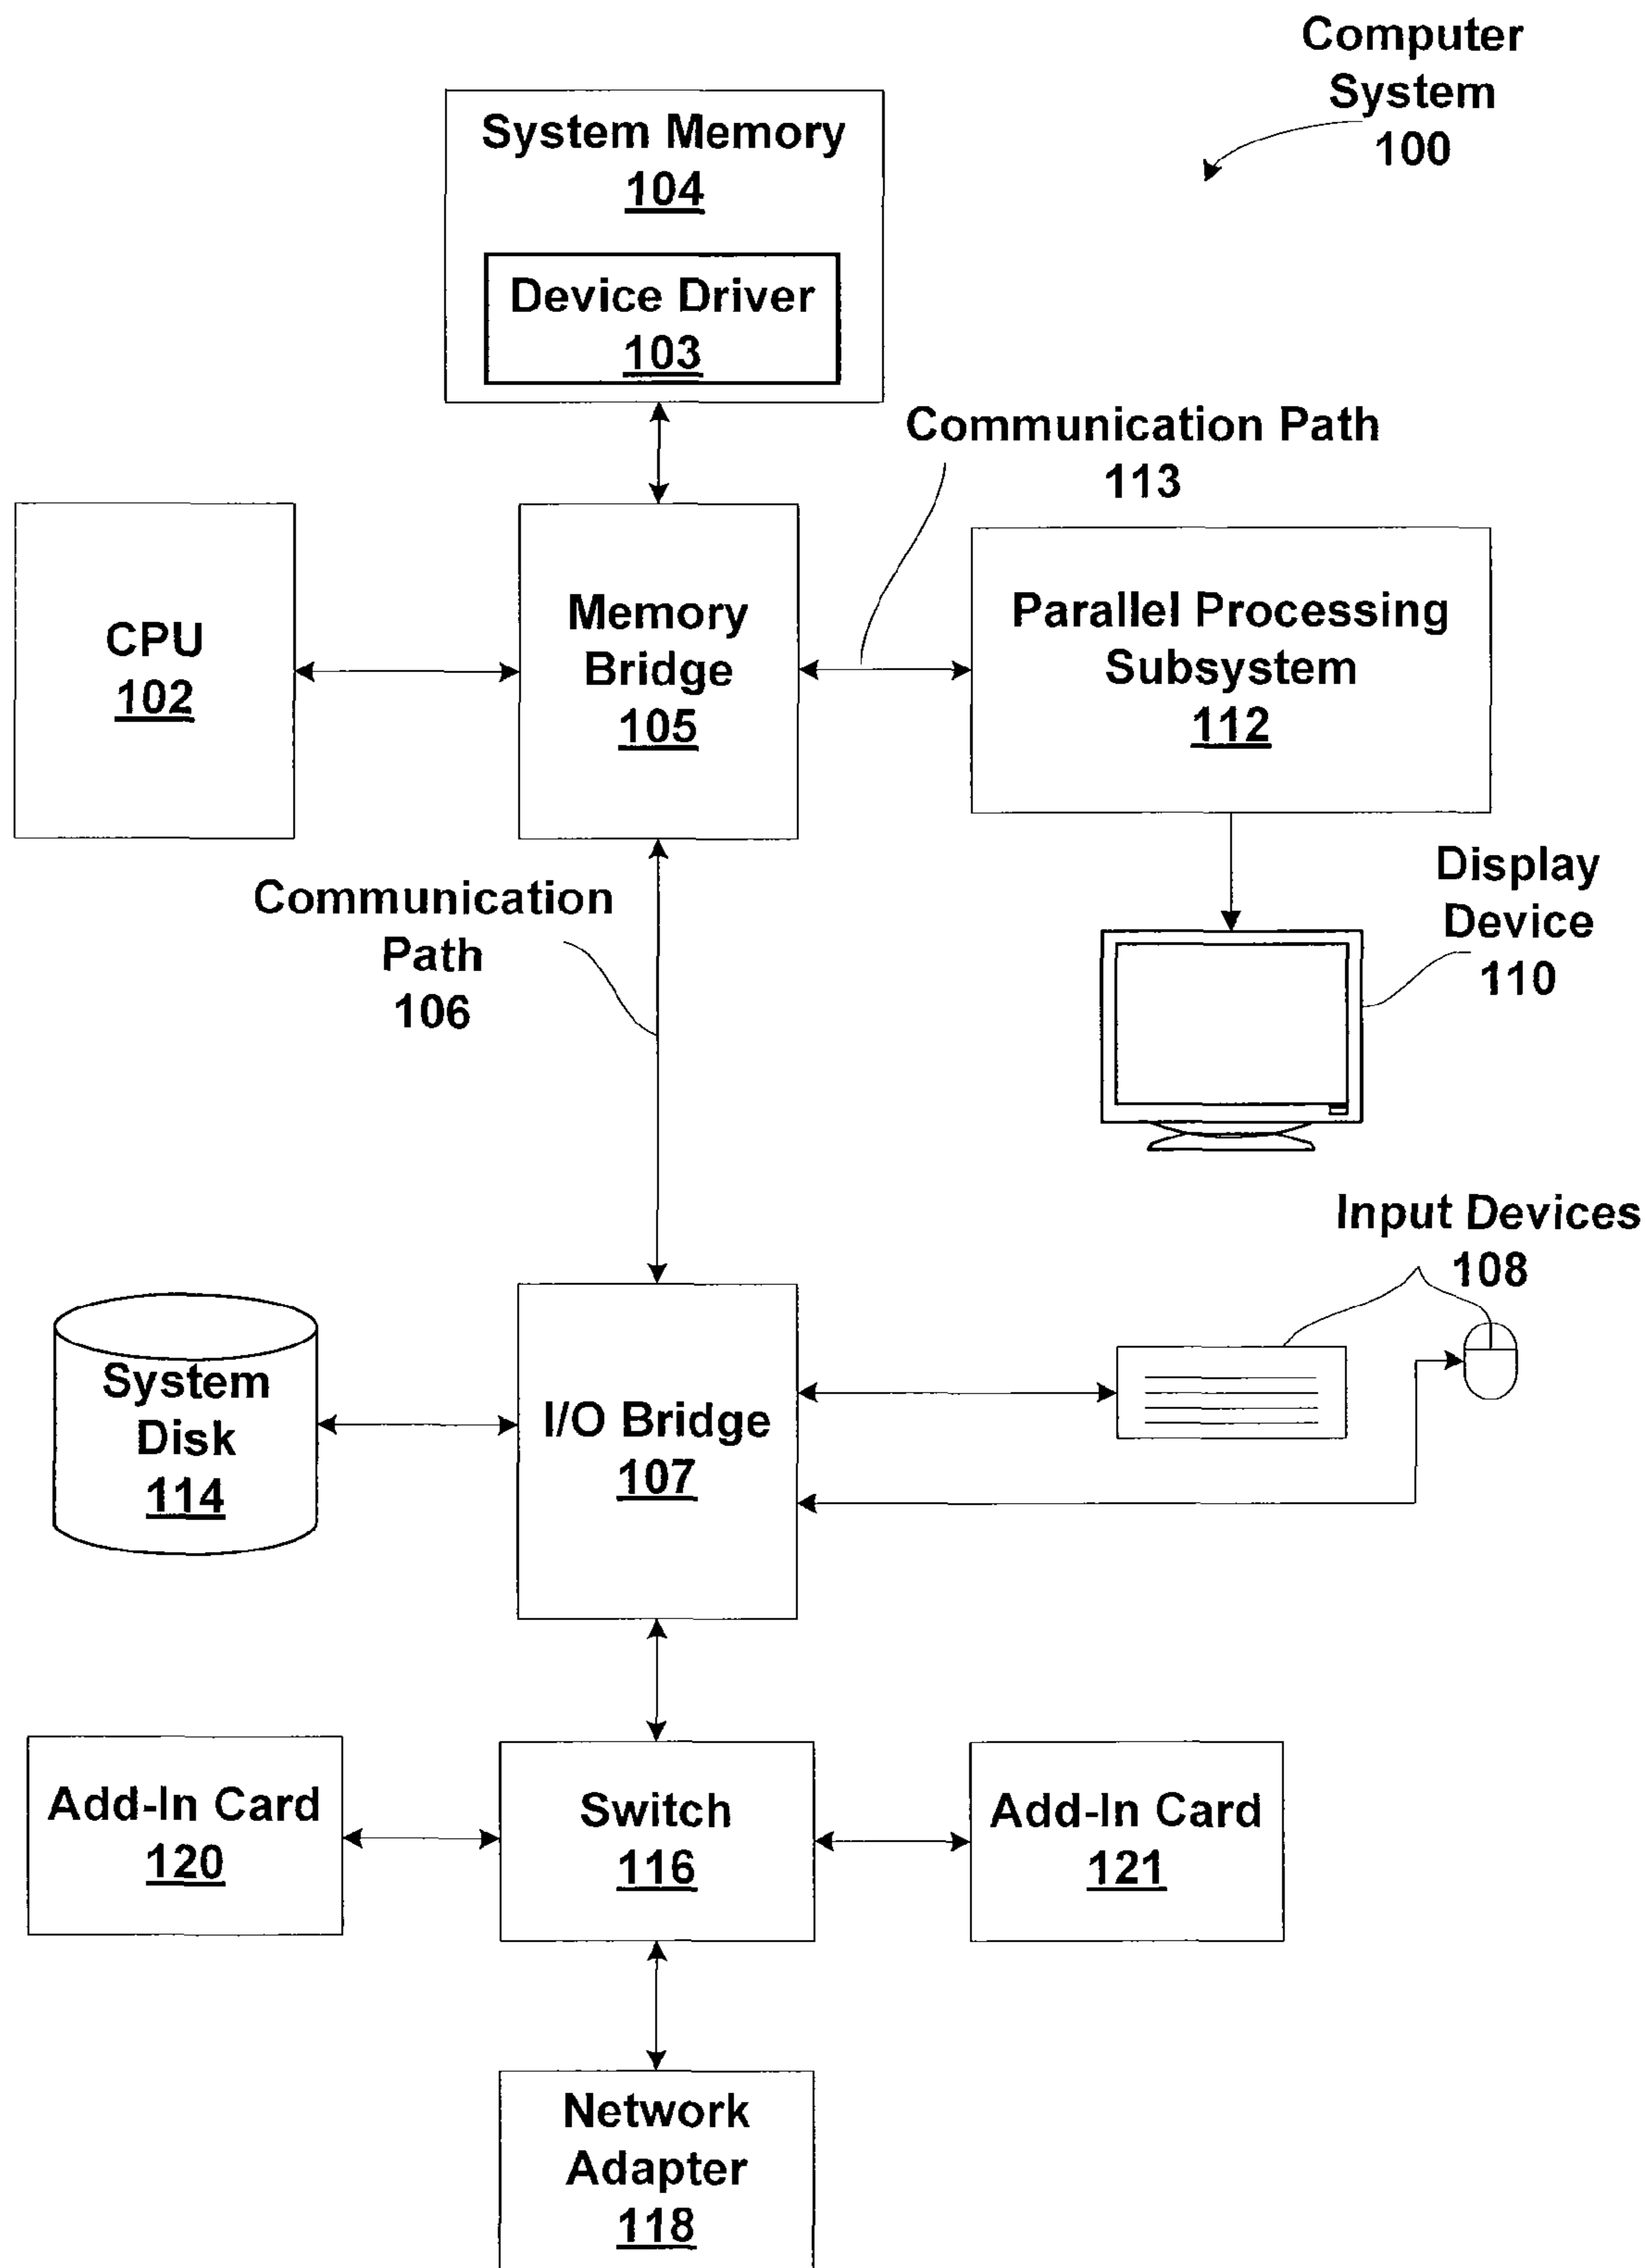 Computer
System
100
System Memory
104
Device Driver
103
Communication Path
113
CPU
102
Memory
Bridge
105
Parallel Processing
Subsystem
112
Communication
Path
106
Display
Device
110
Input Devices
108
System
Disk
114
I/O Bridge
107
Add-In Card
120
Switch
116
Add-In Card
121
Network
Adapter
118